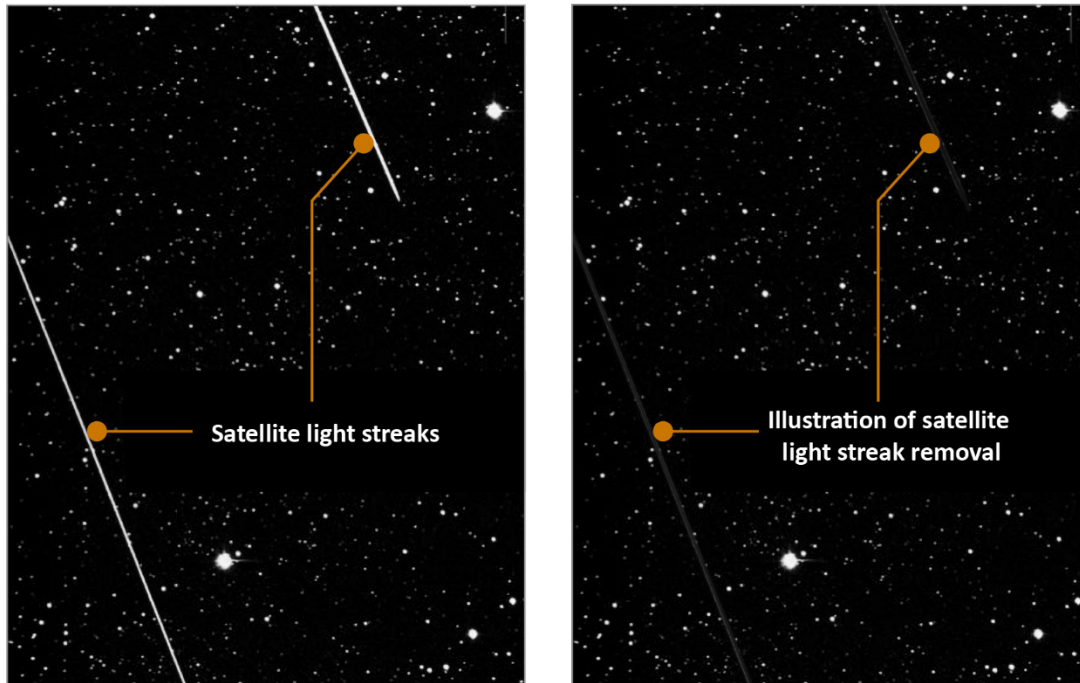 Satellite light streaks
Illustration of satellite
light streak removal